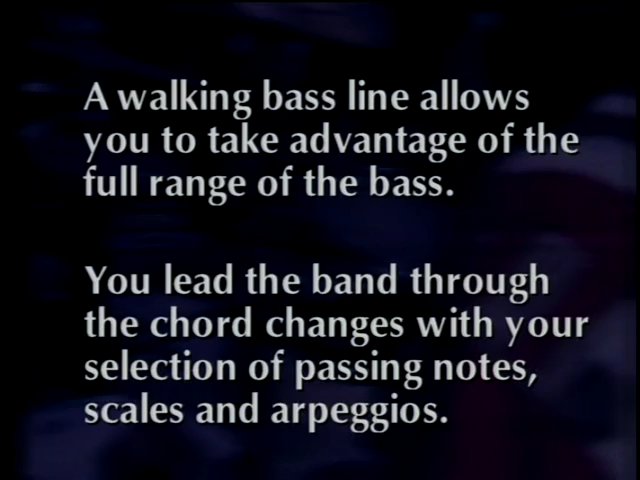 A walking bass line allows
you to take advantage of the
full range of the bass.
You lead the band through
the chord changes with your
selection of passing notes,
scales and arpeggios.